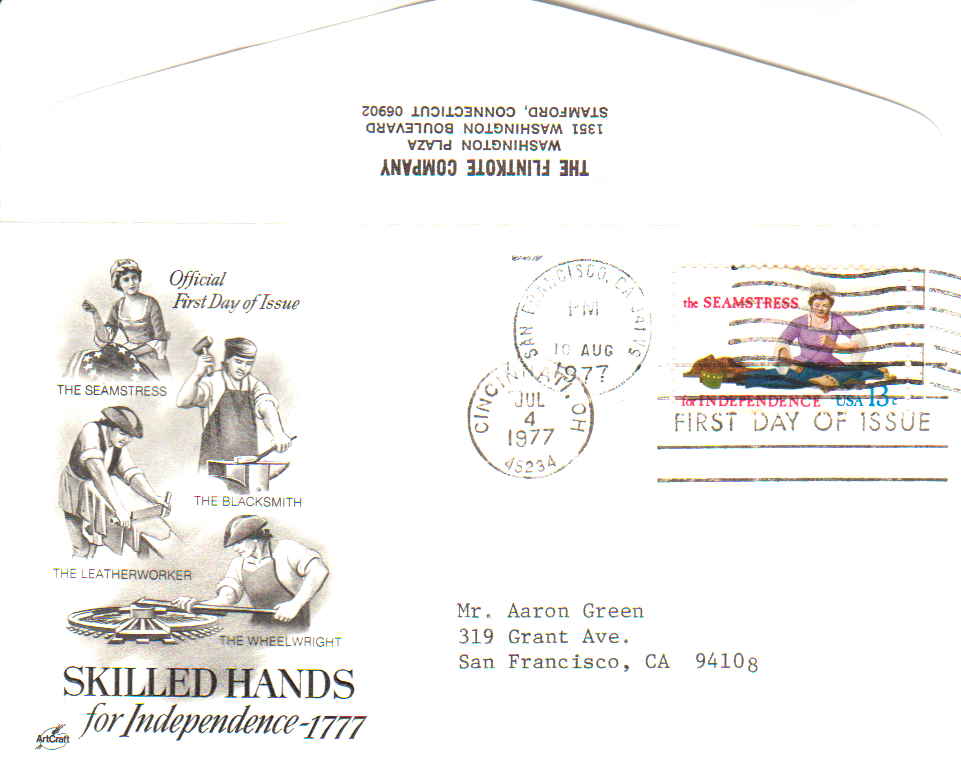 THE FLINTKOTE COMPANY
WASHINGTON PLAZA
1351 WASHINGTON BOULEVARD
STAMFORD, CONNECTICUT 06902
Official
First Day of Issue
THE SEAMSTRESS
THE BLACKSMITH
THE LEATHERWORKER
THE WHEELWRIGHT
SKILLED HANDS
for Independence-1777
ArtCraft
SAN FRANCISCO, CA
PM
10 AUG
1977
CINCINNATI, OH
JUL
4
1977
45234
the SEAMSTRESS
for INDEPENDENCE USA 13c
FIRST DAY OF ISSUE
Mr. Aaron Green
319 Grant Ave.
San Francisco, CA 94108